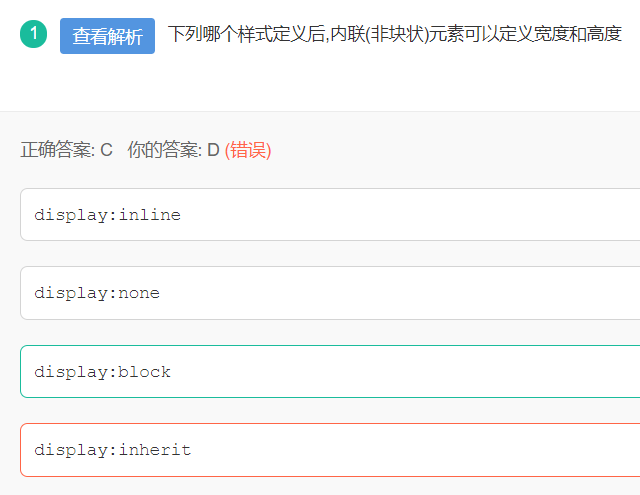 1 查看解析 下列哪个样式定义后,内联(非块状)元素可以定义宽度和高度
正确答案: C 你的答案: D (错误)
display:inline
display:none
display:block
display:inherit